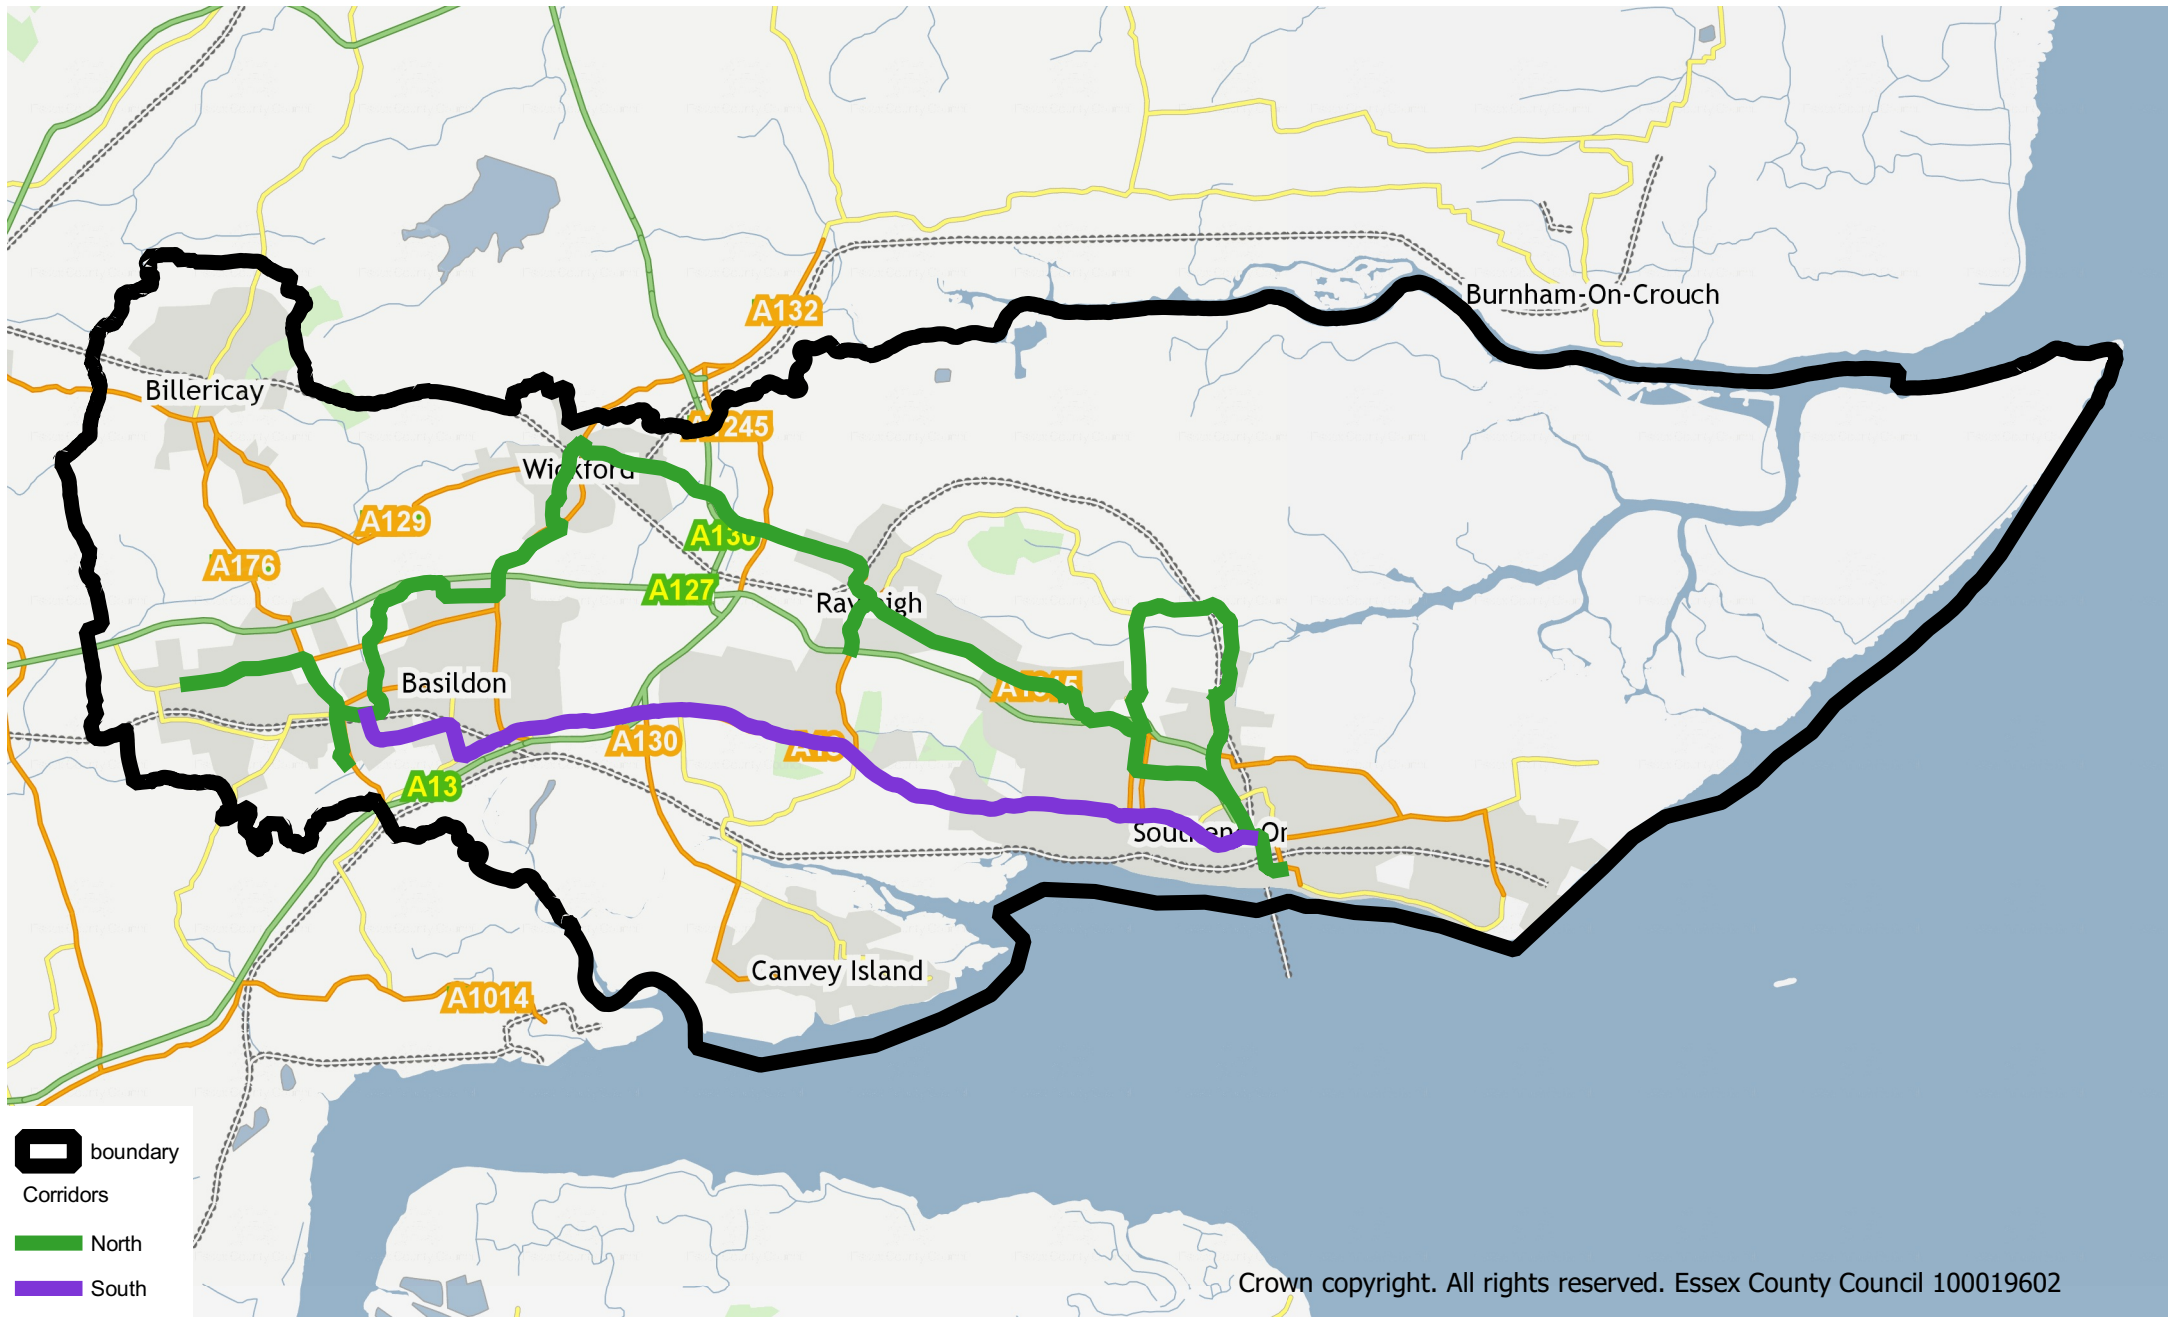 A132
Burnham-On-Crouch
Billericay
Wickford
A129
A130
A176
A127
Rayleigh
Basildon
A130
A13
Canvey Island
A1014
boundary
Corridors
North
South
Crown copyright. All rights reserved. Essex County Council 100019602